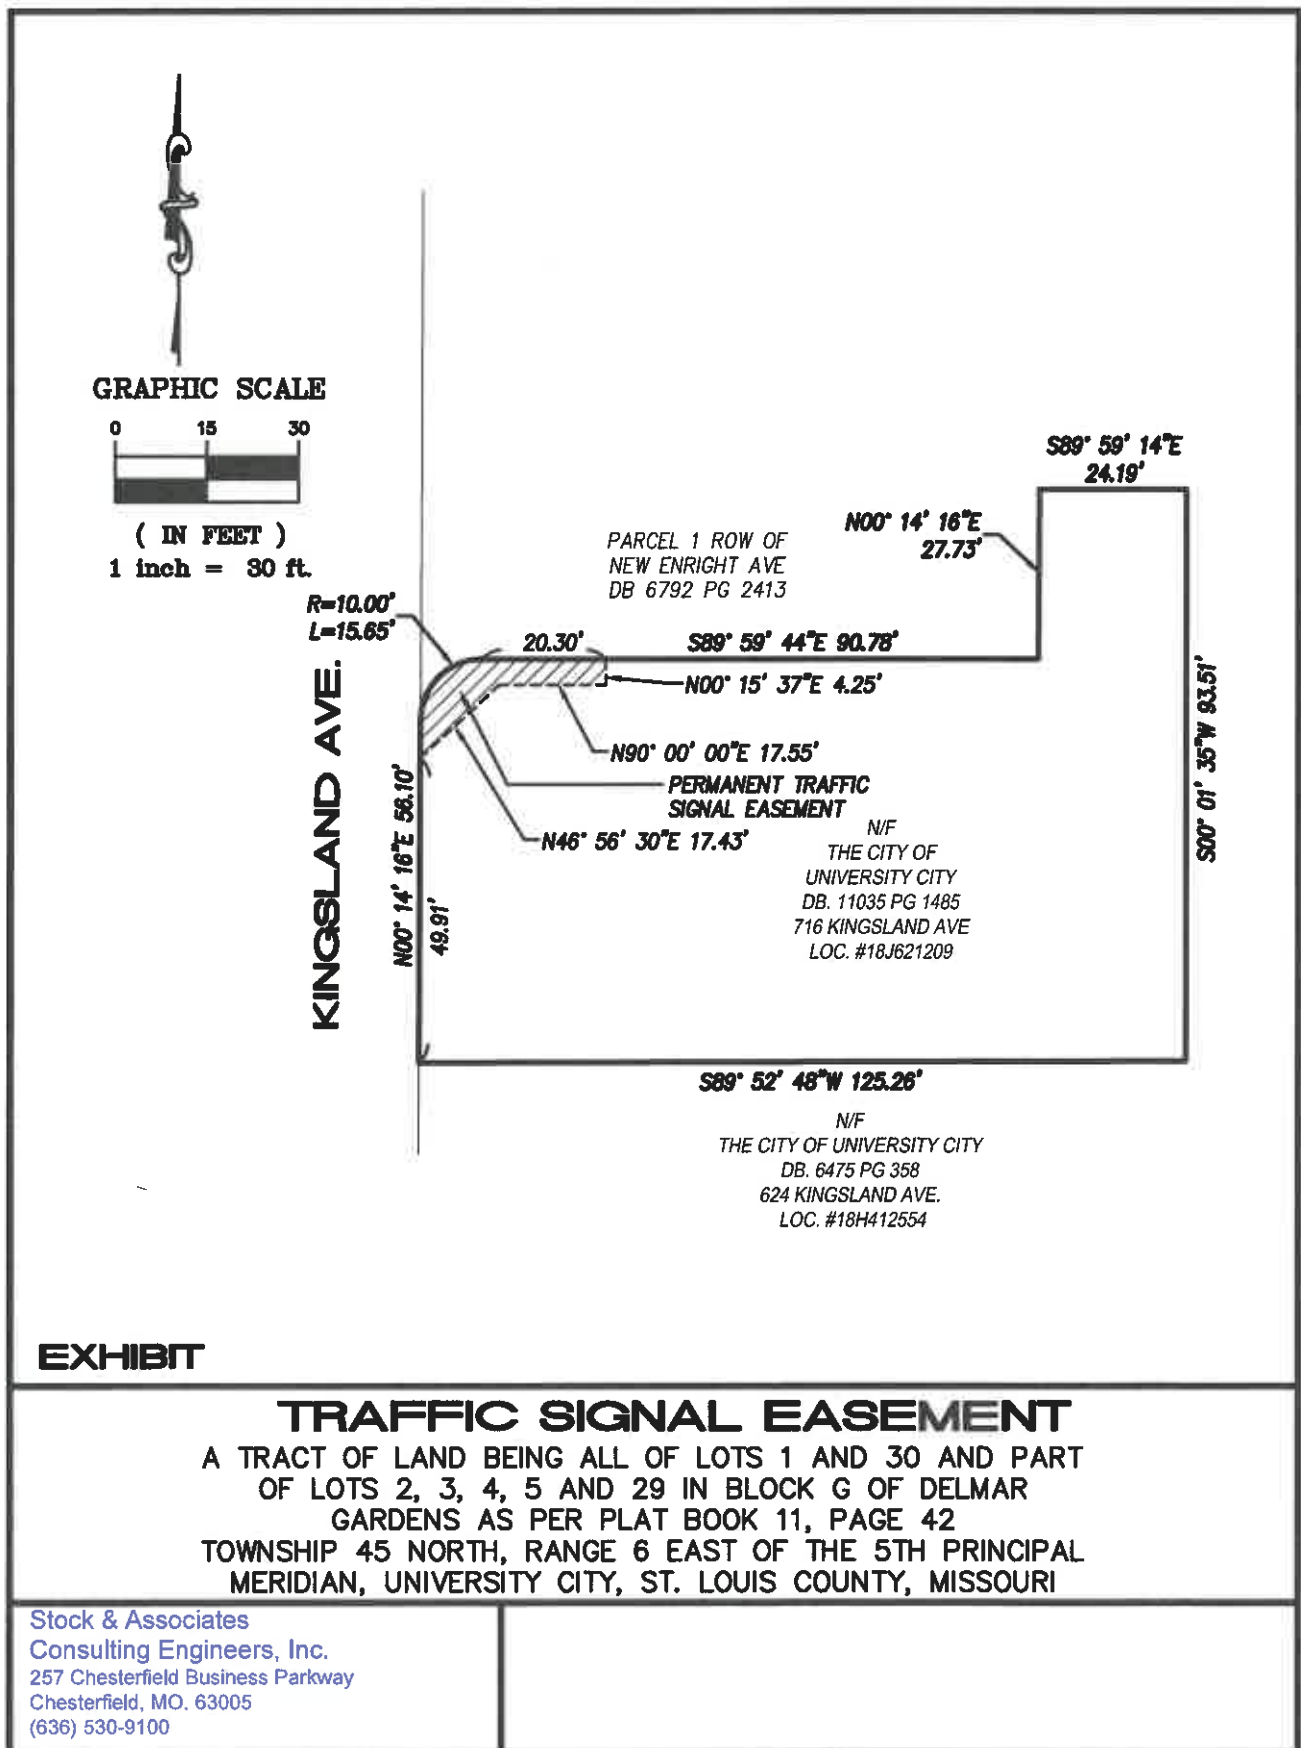 GRAPHIC SCALE
0 15 30
( IN FEET )
1 inch = 30 ft.
S89° 59' 14"E
24.19'
N00° 14' 16"E
27.73'
PARCEL 1 ROW OF
NEW ENRIGHT AVE
DB 6792 PG 2413
R=10.00'
L=15.65'
20.30'
S89° 59' 44"E 90.78'
N00° 15' 37"E 4.25'
S00° 01' 35"W 93.51'
KINGSLAND AVE.
N90° 00' 00"E 17.55'
PERMANENT TRAFFIC
SIGNAL EASEMENT
N46° 56' 30"E 17.43'
N00° 14' 16"E 56.10'
49.91'
N/F
THE CITY OF
UNIVERSITY CITY
DB. 11035 PG 1485
716 KINGSLAND AVE
LOC. #18J621209
S89° 52' 48"W 125.26'
N/F
THE CITY OF UNIVERSITY CITY
DB. 6475 PG 358
624 KINGSLAND AVE.
LOC. #18H412554
EXHIBIT
TRAFFIC SIGNAL EASEMENT
A TRACT OF LAND BEING ALL OF LOTS 1 AND 30 AND PART
OF LOTS 2, 3, 4, 5 AND 29 IN BLOCK G OF DELMAR
GARDENS AS PER PLAT BOOK 11, PAGE 42
TOWNSHIP 45 NORTH, RANGE 6 EAST OF THE 5TH PRINCIPAL
MERIDIAN, UNIVERSITY CITY, ST. LOUIS COUNTY, MISSOURI
Stock & Associates
Consulting Engineers, Inc.
257 Chesterfield Business Parkway
Chesterfield, MO. 63005
(636) 530-9100